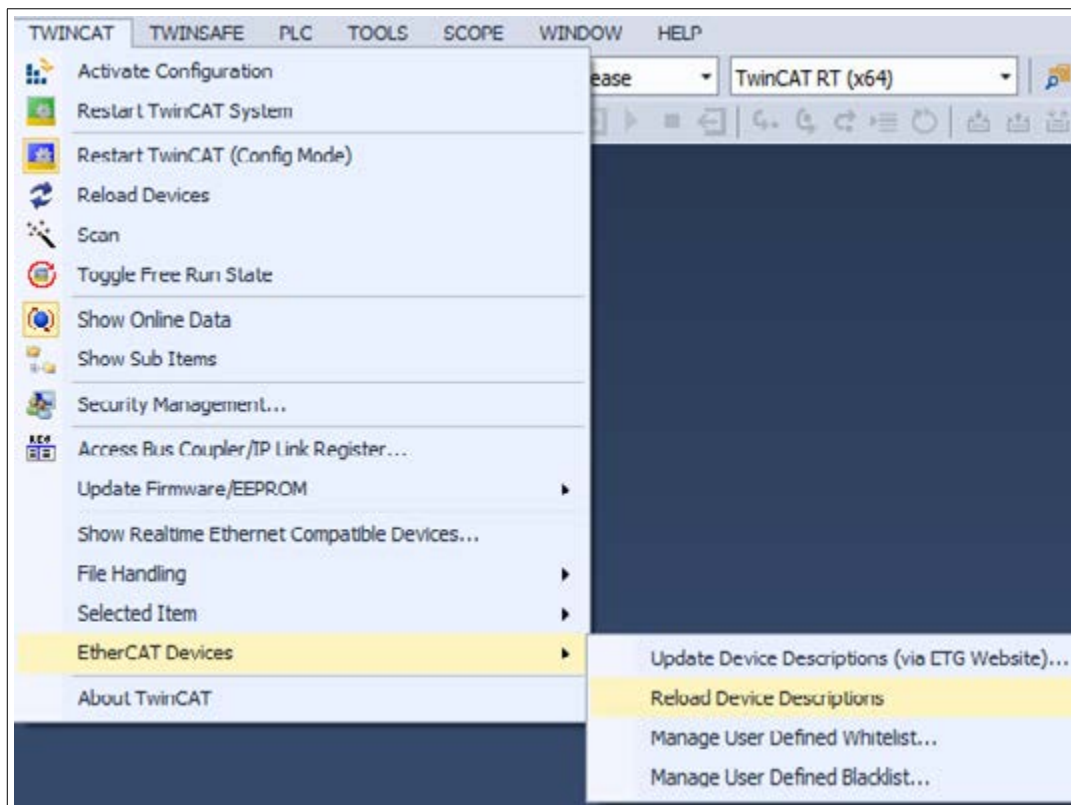 TWINCAT TWINSAFE PLC TOOLS SCOPE WINDOW HELP
Activate Configuration
ease TwinCAT RT (x64)
Restart TwinCAT System
Restart TwinCAT (Config Mode)
Reload Devices
Scan
Toggle Free Run State
Show Online Data
Show Sub Items
Security Management...
Access Bus Coupler/IP Link Register...
Update Firmware/EEPROM
Show Realtime Ethernet Compatible Devices...
File Handling
Selected Item
EtherCAT Devices
Update Device Descriptions (via ETG Website)...
About TwinCAT
Reload Device Descriptions
Manage User Defined Whitelist...
Manage User Defined Blacklist...